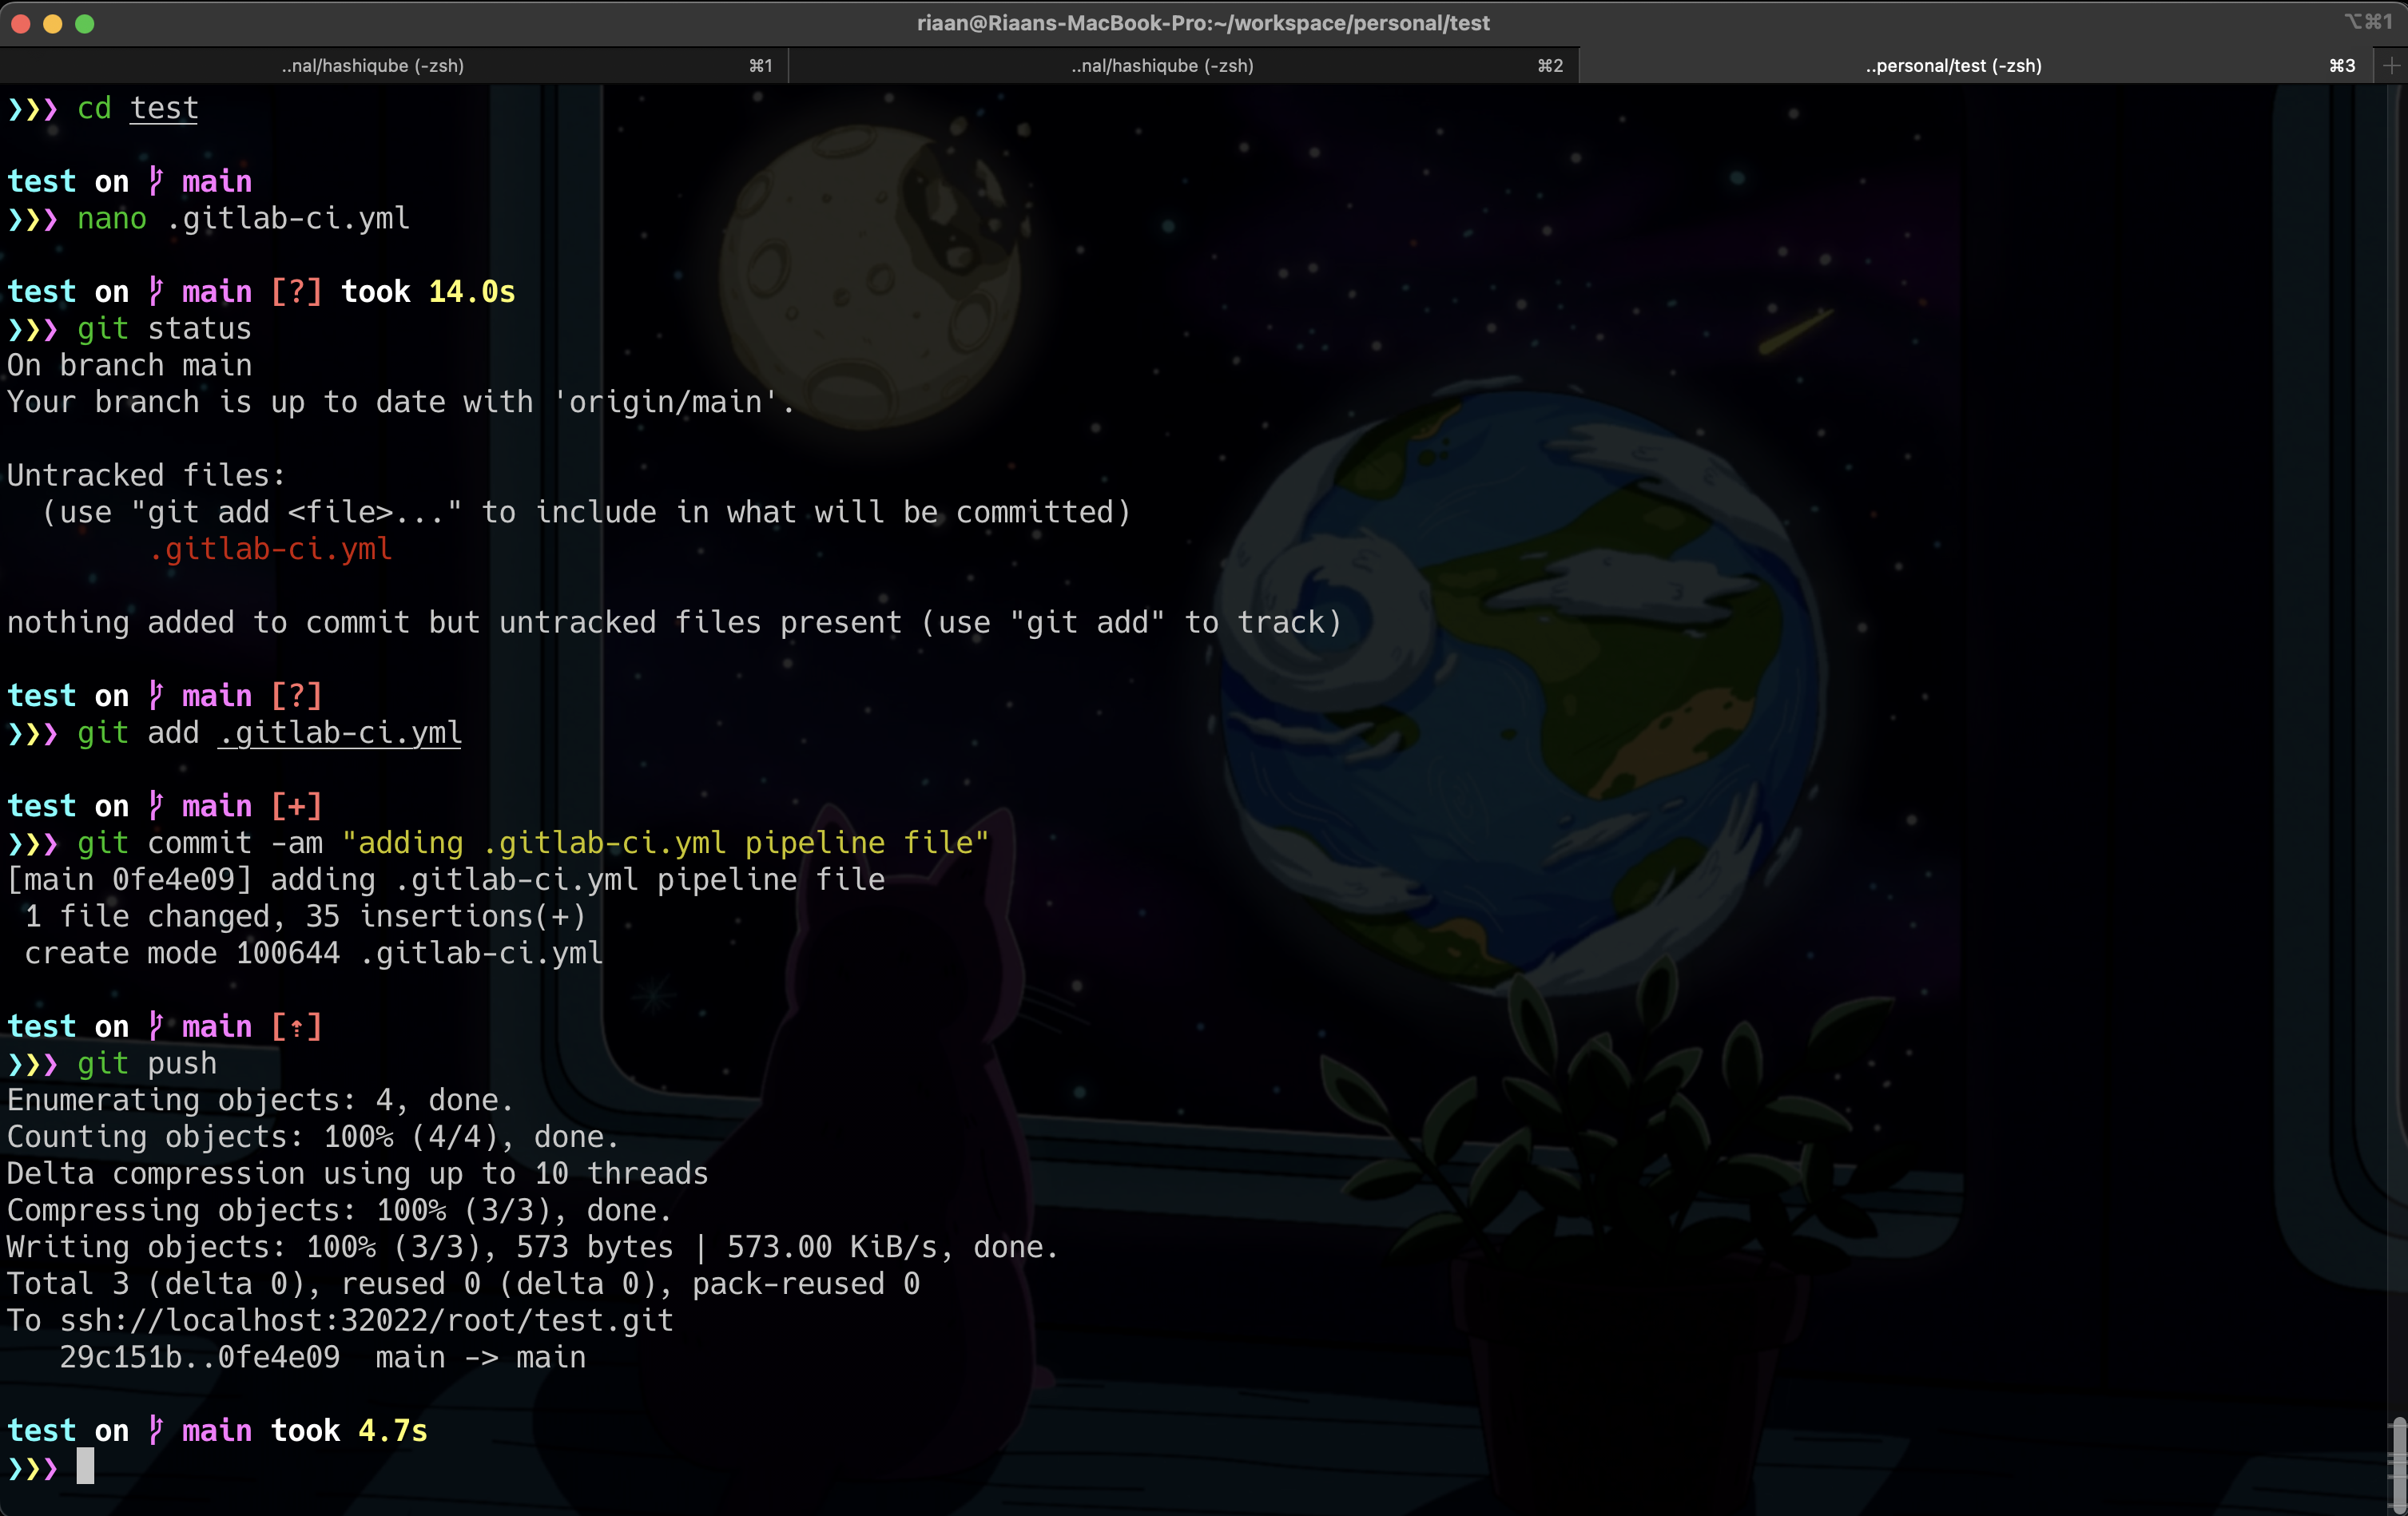 riaan@Riaans-MacBook-Pro:~/workspace/personal/test
⌥⌘1
..nal/hashiqube (-zsh) ⌘1 ..nal/hashiqube (-zsh) ⌘2 ..personal/test (-zsh) ⌘3
❯❯❯ cd test
test on main
❯❯❯ nano .gitlab-ci.yml
test on main [?] took 14.0s
❯❯❯ git status
On branch main
Your branch is up to date with 'origin/main'.
Untracked files:
(use "git add <file>..." to include in what will be committed)
.gitlab-ci.yml
nothing added to commit but untracked files present (use "git add" to track)
test on main [?]
❯❯❯ git add .gitlab-ci.yml
test on main [+]
❯❯❯ git commit -am "adding .gitlab-ci.yml pipeline file"
[main 0fe4e09] adding .gitlab-ci.yml pipeline file
1 file changed, 35 insertions(+)
create mode 100644 .gitlab-ci.yml
test on main [⇡]
❯❯❯ git push
Enumerating objects: 4, done.
Counting objects: 100% (4/4), done.
Delta compression using up to 10 threads
Compressing objects: 100% (3/3), done.
Writing objects: 100% (3/3), 573 bytes | 573.00 KiB/s, done.
Total 3 (delta 0), reused 0 (delta 0), pack-reused 0
To ssh://localhost:32022/root/test.git
29c151b..0fe4e09 main -> main
test on main took 4.7s
❯❯❯